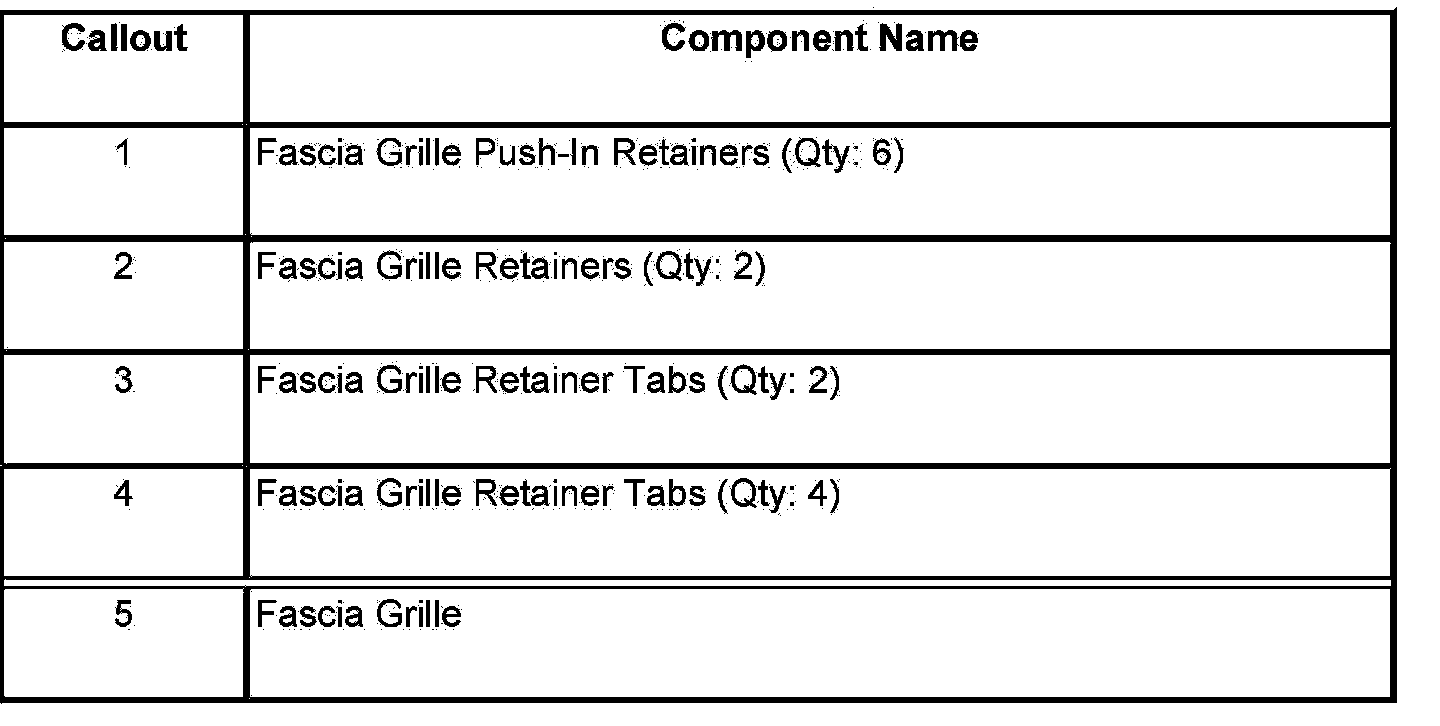 Callout Component Name
1 Fascia Grille Push-In Retainers (Qty: 6)
2 Fascia Grille Retainers (Qty: 2)
3 Fascia Grille Retainer Tabs (Qty: 2)
4 Fascia Grille Retainer Tabs (Qty: 4)
5 Fascia Grille